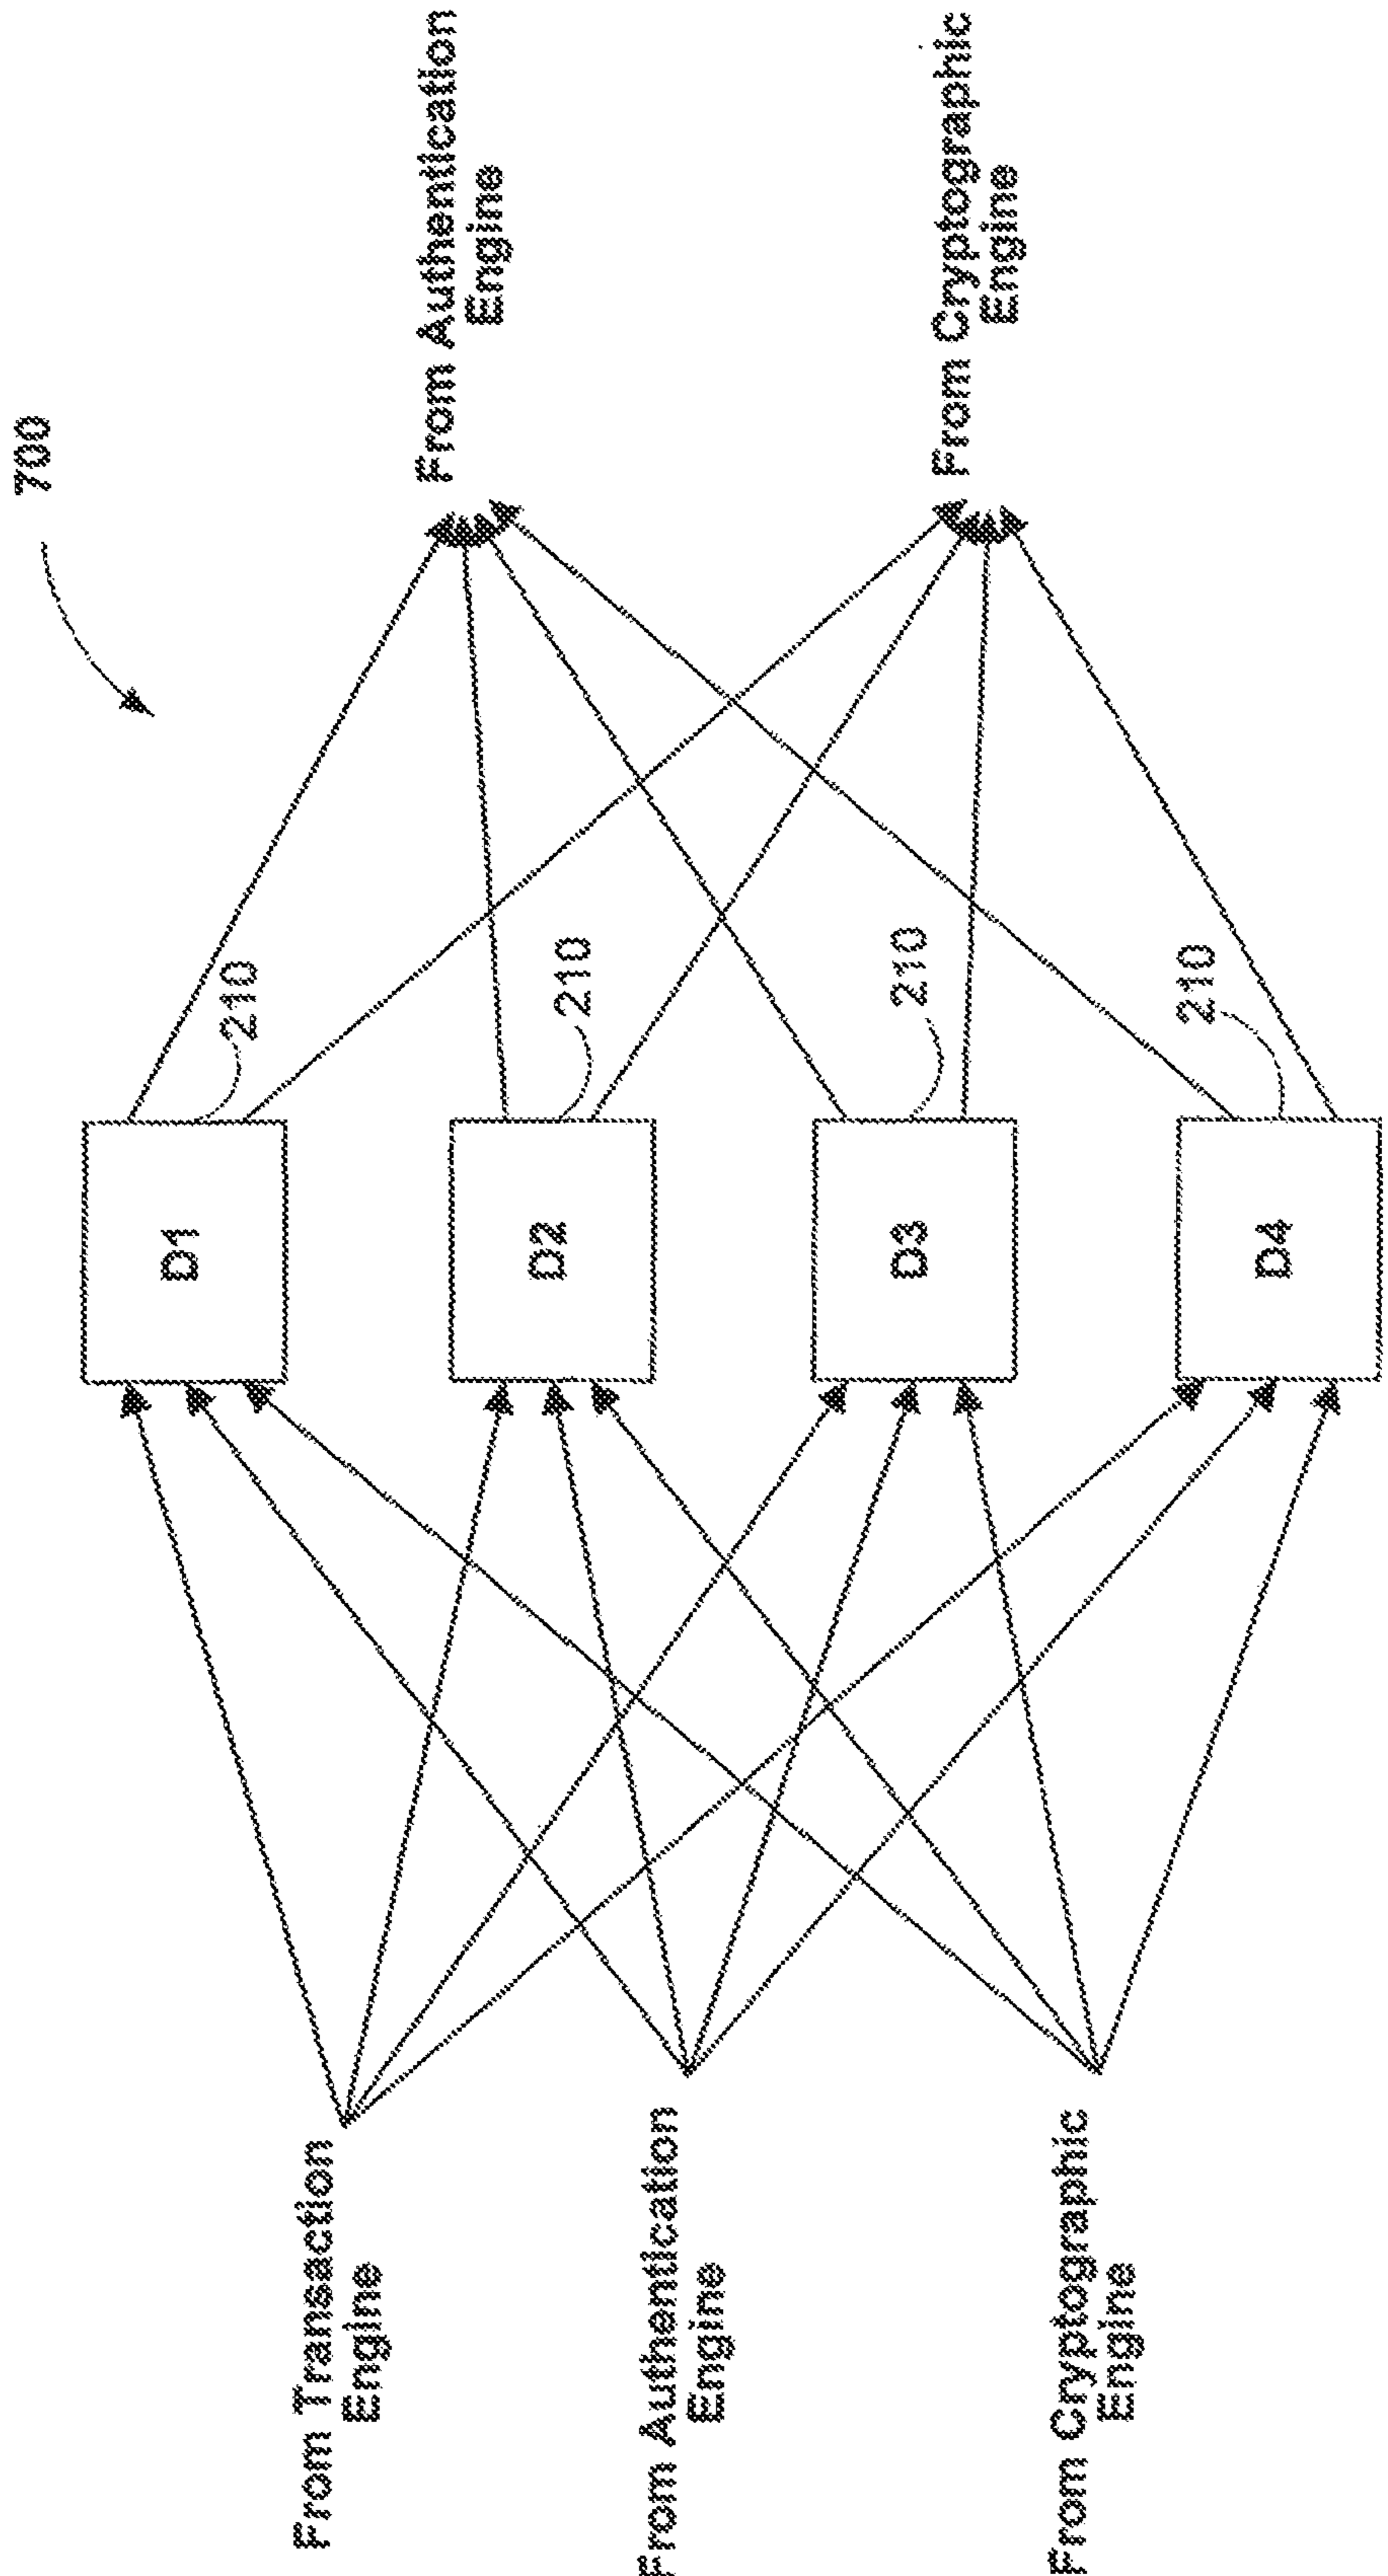 700
From Transaction
Engine
From Authentication
Engine
From Cryptographic
Engine
D1
210
D2
210
D3
210
D4
210
From Authentication
Engine
From Cryptographic
Engine